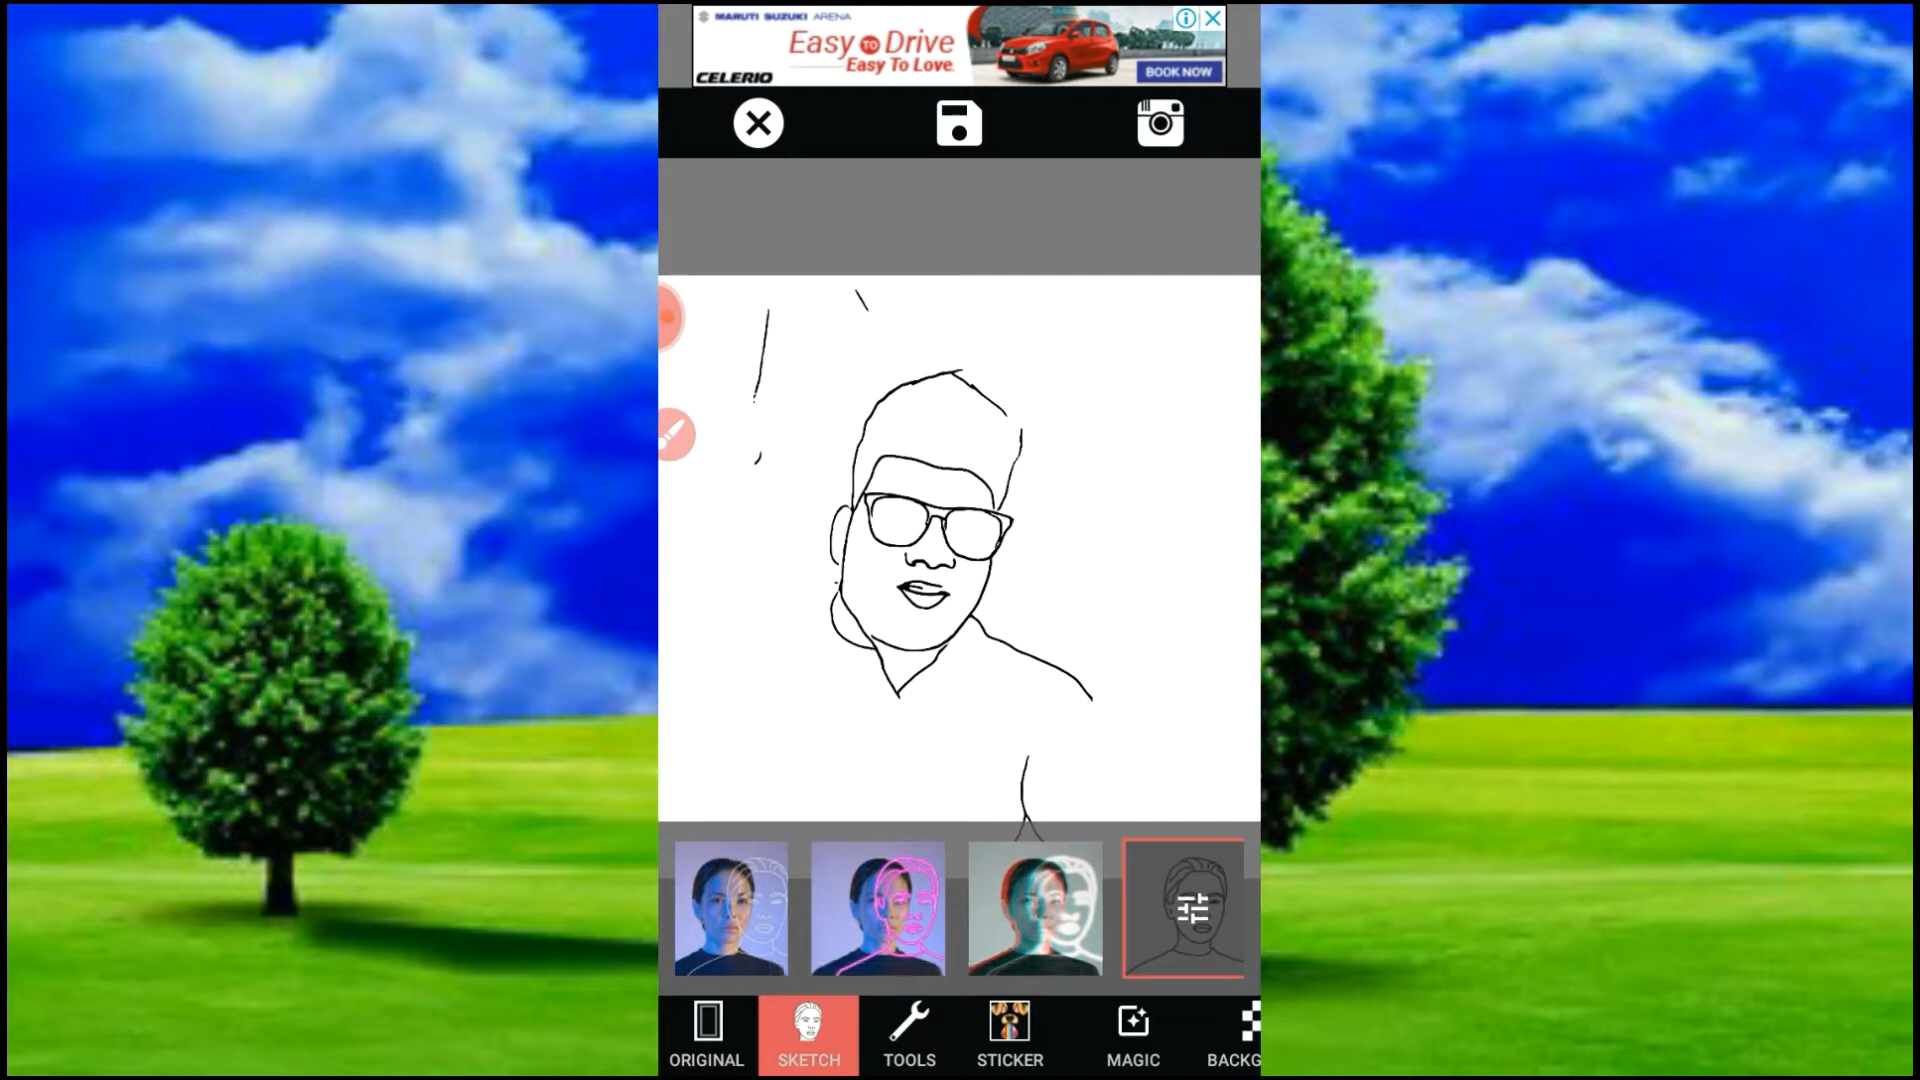 MARUTI SUZUKI ARENA
Easy TO Drive
Easy To Love
CELERIO
BOOK NOW
ORIGINAL
SKETCH
TOOLS
STICKER
MAGIC
BACKG